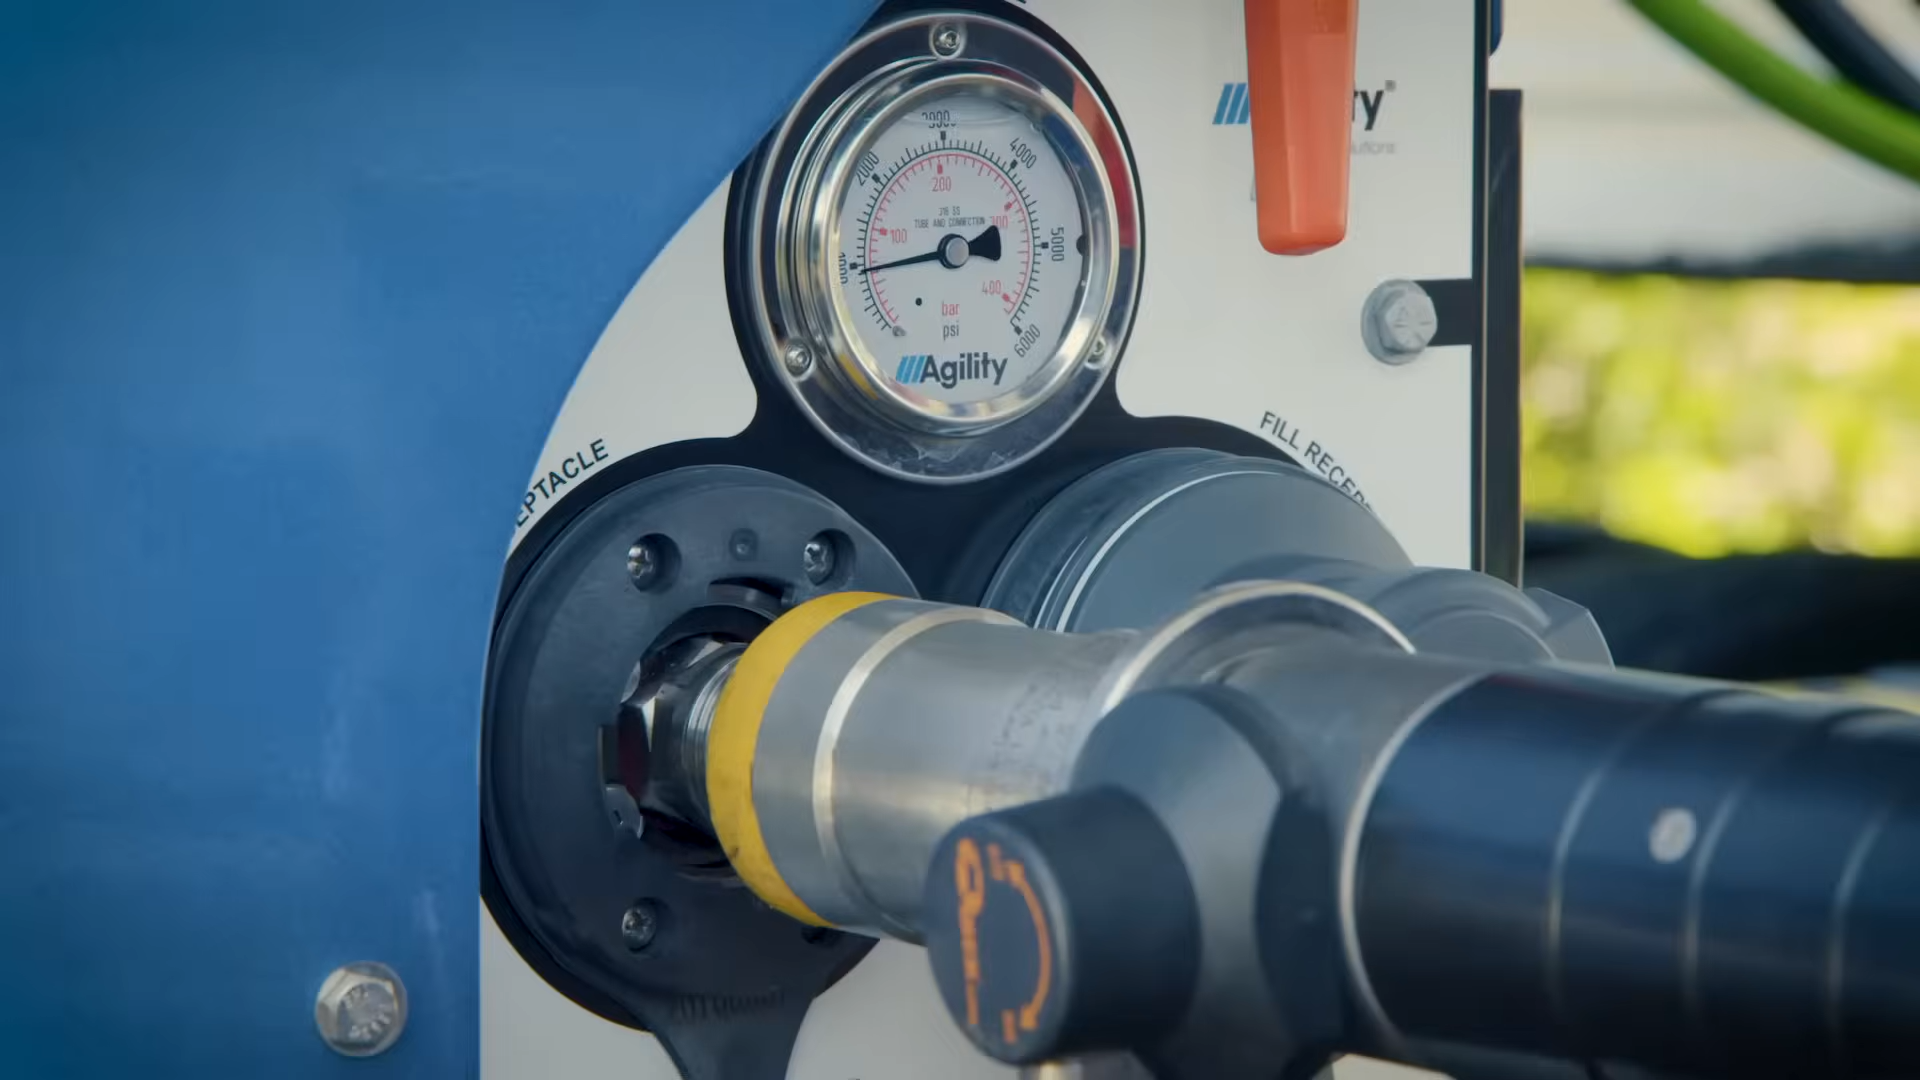 3000
2000
4000
200
316 SS
TUBE AND CONNECTION
300
100
5000
1000
400
bar
psi
6000
Agility
FILL RECEP
EPTACLE